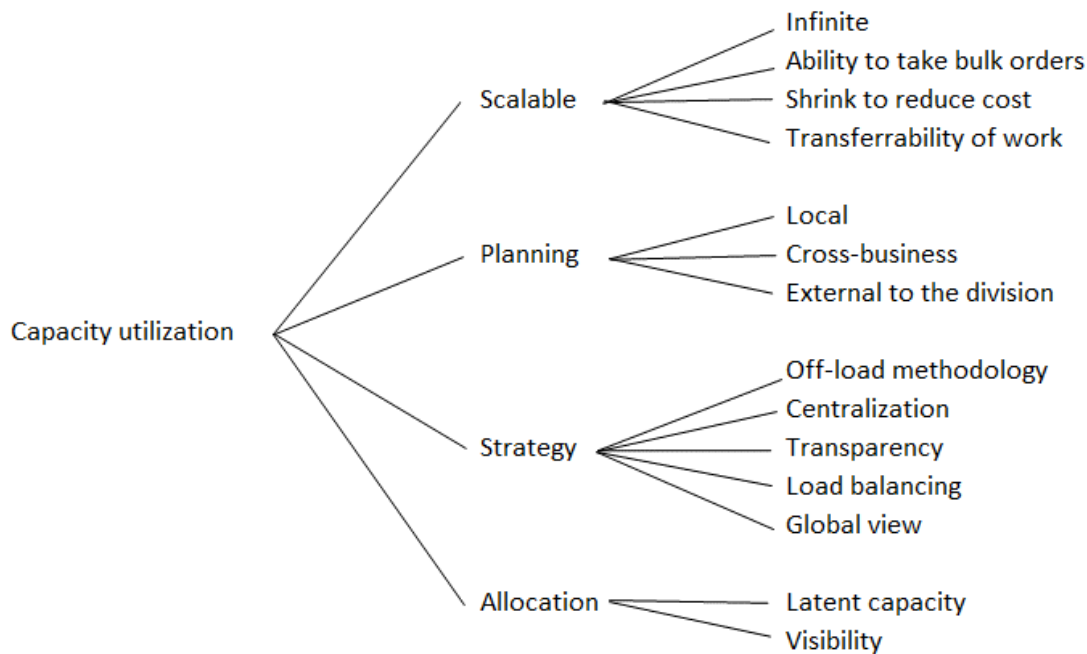 Infinite
Ability to take bulk orders
Scalable
Shrink to reduce cost
Transferrability of work
Local
Planning
Cross-business
External to the division
Capacity utilization
Off-load methodology
Centralization
Strategy
Transparency
Load balancing
Global view
Allocation
Latent capacity
Visibility